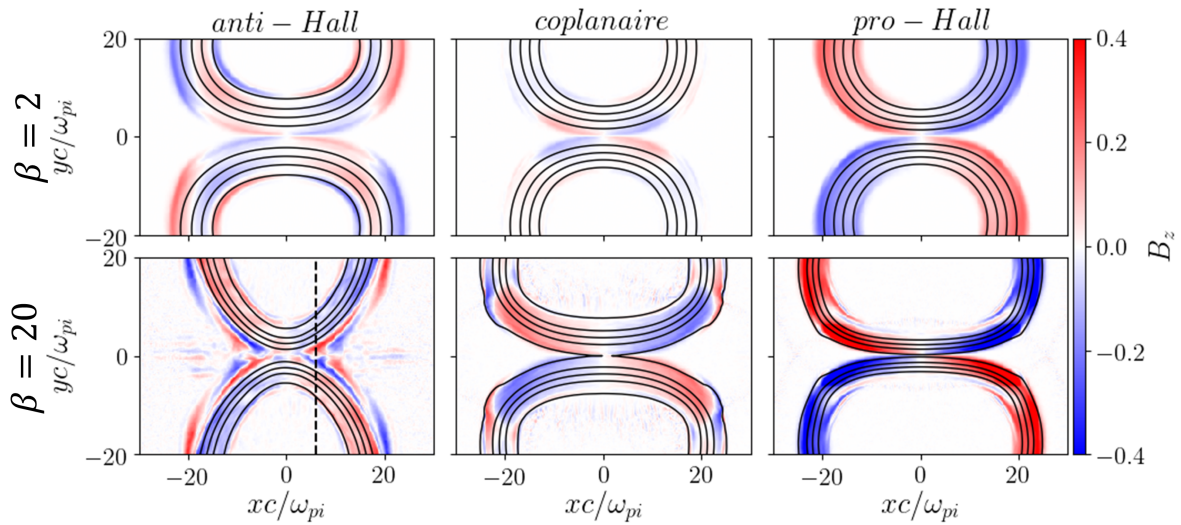 anti − Hall
coplanaire
pro − Hall
β = 2
yc/ω_pi
20
0
−20
β = 20
yc/ω_pi
20
0
−20
−20 0 20
−20 0 20
−20 0 20
xc/ω_pi
xc/ω_pi
xc/ω_pi
0.4
0.2
0.0
−0.2
−0.4
B_z